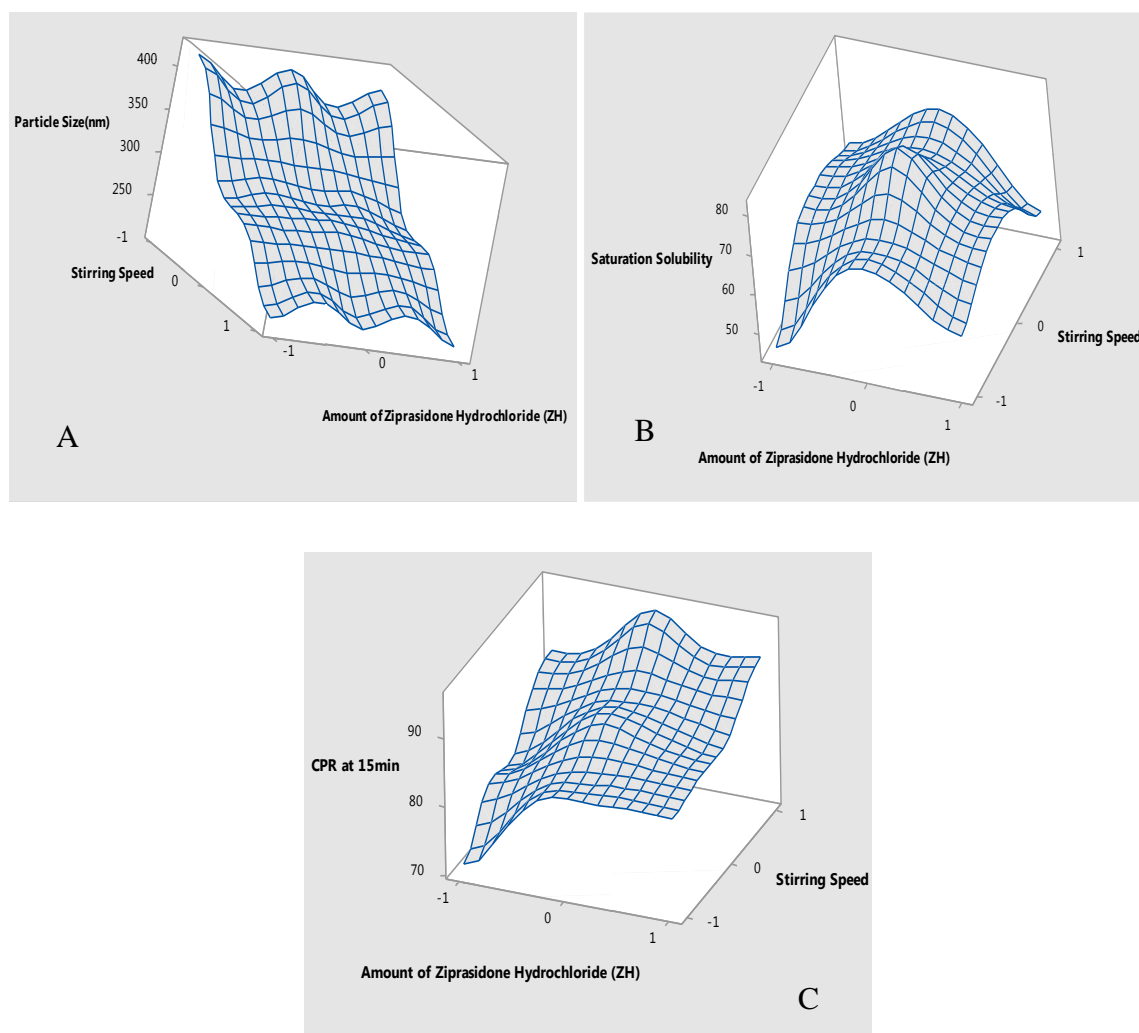 400
350
Particle Size(nm)
300
250
-1
Stirring Speed
0
1
-1
0
1
Amount of Ziprasidone Hydrochloride (ZH)
A
80
70
Saturation Solubility
60
50
-1
0
1
1
0
Stirring Speed
-1
B
Amount of Ziprasidone Hydrochloride (ZH)
90
CPR at 15min
80
70
-1
0
1
1
0
Stirring Speed
-1
Amount of Ziprasidone Hydrochloride (ZH)
C